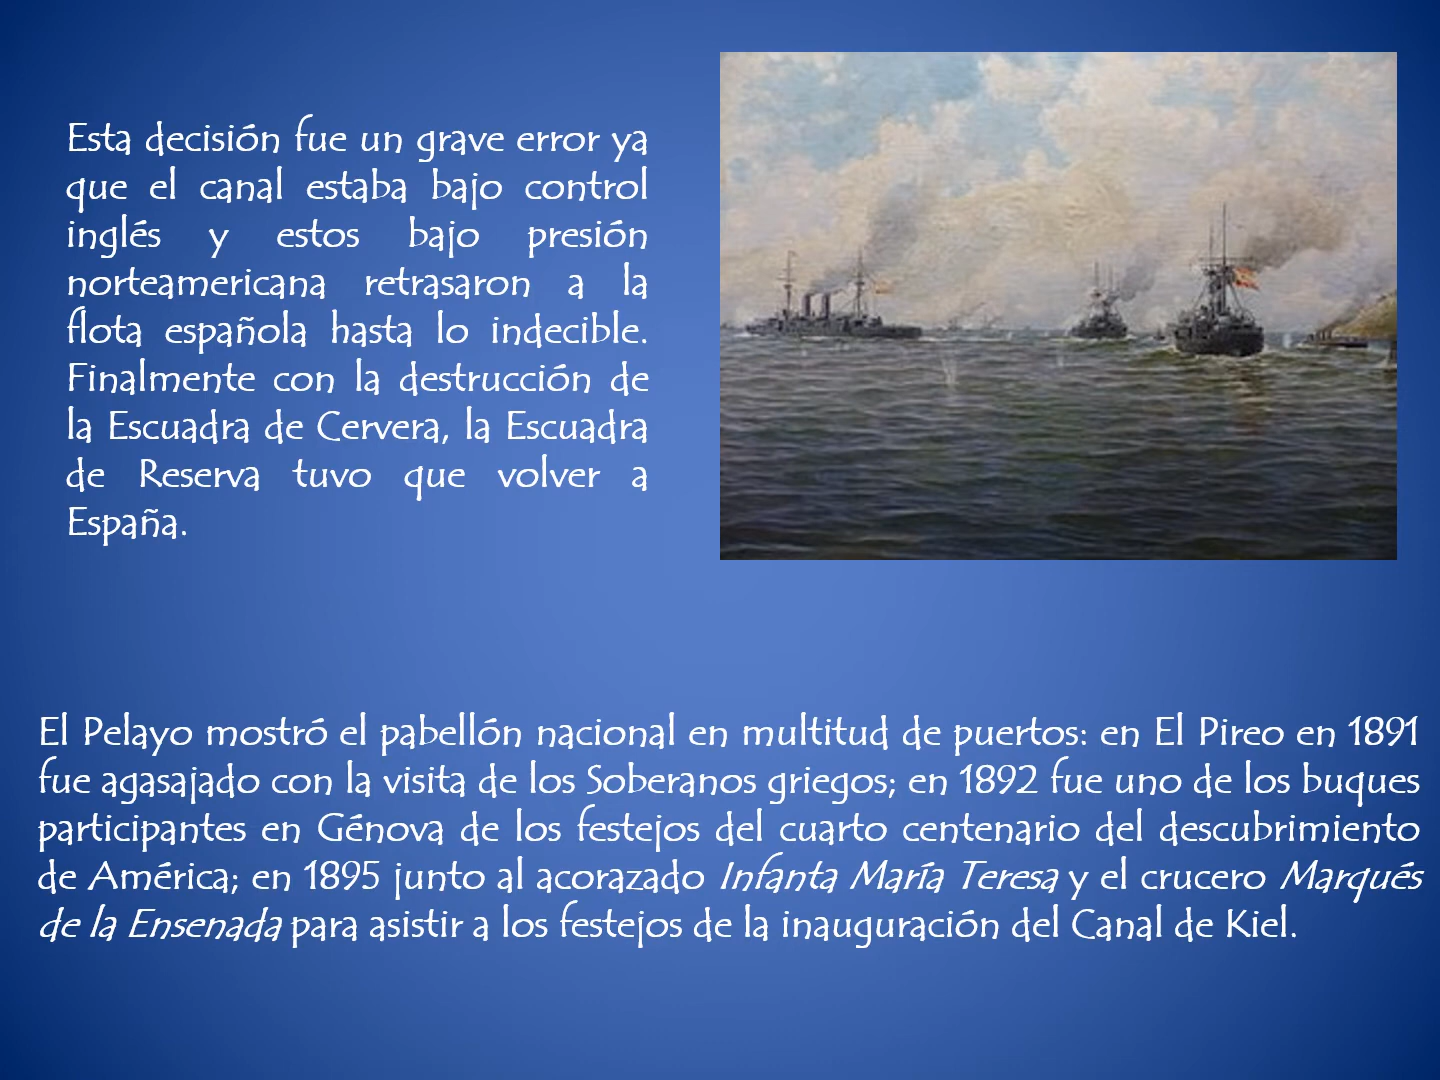 Esta decisión fue un grave error ya
que el canal estaba bajo control
inglés y estos bajo presión
norteamericana retrasaron a la
flota española hasta lo indecible.
Finalmente con la destrucción de
la Escuadra de Cervera, la Escuadra
de Reserva tuvo que volver a
España.
El Pelayo mostró el pabellón nacional en multitud de puertos: en El Pireo en 1891
fue agasajado con la visita de los Soberanos griegos; en 1892 fue uno de los buques
participantes en Génova de los festejos del cuarto centenario del descubrimiento
de América; en 1895 junto al acorazado Infanta María Teresa y el crucero Marqués
de la Ensenada para asistir a los festejos de la inauguración del Canal de Kiel.